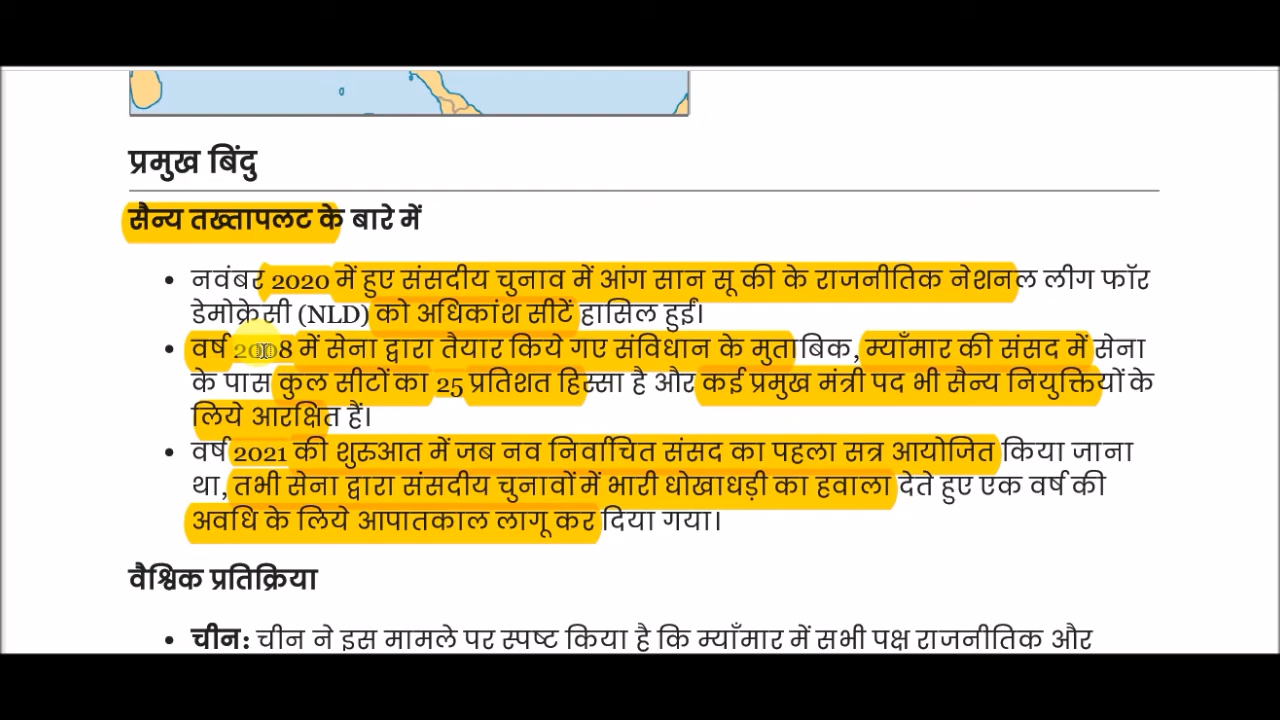 प्रमुख बिंदु
सैन्य तख्तापलट के बारे में
• नवंबर 2020 में हुए संसदीय चुनाव में आंग सान सू की के राजनीतिक नेशनल लीग फॉर
डेमोक्रेसी (NLD) को अधिकांश सीटें हासिल हुईं।
• वर्ष 2008 में सेना द्वारा तैयार किये गए संविधान के मुताबिक, म्याँमार की संसद में सेना
के पास कुल सीटों का 25 प्रतिशत हिस्सा है और कई प्रमुख मंत्री पद भी सैन्य नियुक्तियों के
लिये आरक्षित हैं।
• वर्ष 2021 की शुरुआत में जब नव निर्वाचित संसद का पहला सत्र आयोजित किया जाना
था, तभी सेना द्वारा संसदीय चुनावों में भारी धोखाधड़ी का हवाला देते हुए एक वर्ष की
अवधि के लिये आपातकाल लागू कर दिया गया।
वैश्विक प्रतिक्रिया
• चीन: चीन ने इस मामले पर स्पष्ट किया है कि म्याँमार में सभी पक्ष राजनीतिक और